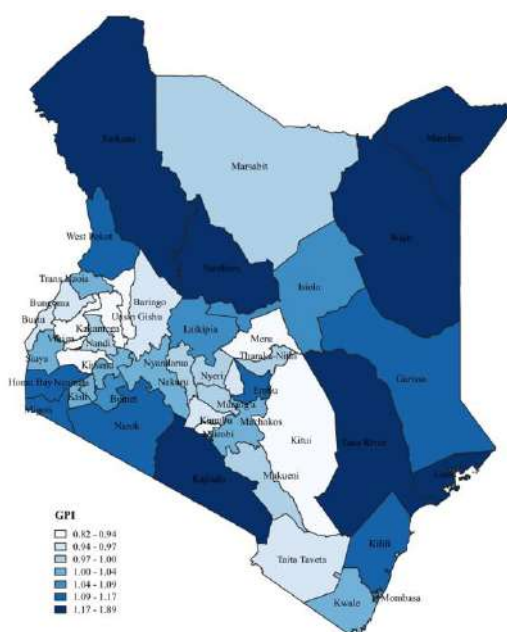 Turkana
Mandera
Marsabit
Wajir
West Pokot
Samburu
Isiolo
Trans Nzoia
Bungoma
Baringo
Busia
Kakamega
Uasin Gishu
Laikipia
Meru
Vihiga
Nandi
Tharaka-Nithi
Siaya
Kisumu
Nyandarua
Nyeri
Garissa
Homa Bay
Nyamira
Nakuru
Embu
Kisii
Bomet
Murang'a
Migori
Narok
Kiambu
Machakos
Nairobi
Kitui
Tana River
Kajiado
Makueni
Lamu
GPI
0.82 - 0.94
0.94 - 0.97
0.97 - 1.00
1.00 - 1.04
1.04 - 1.09
1.09 - 1.17
1.17 - 1.89
Taita Taveta
Kilifi
Kwale
Mombasa